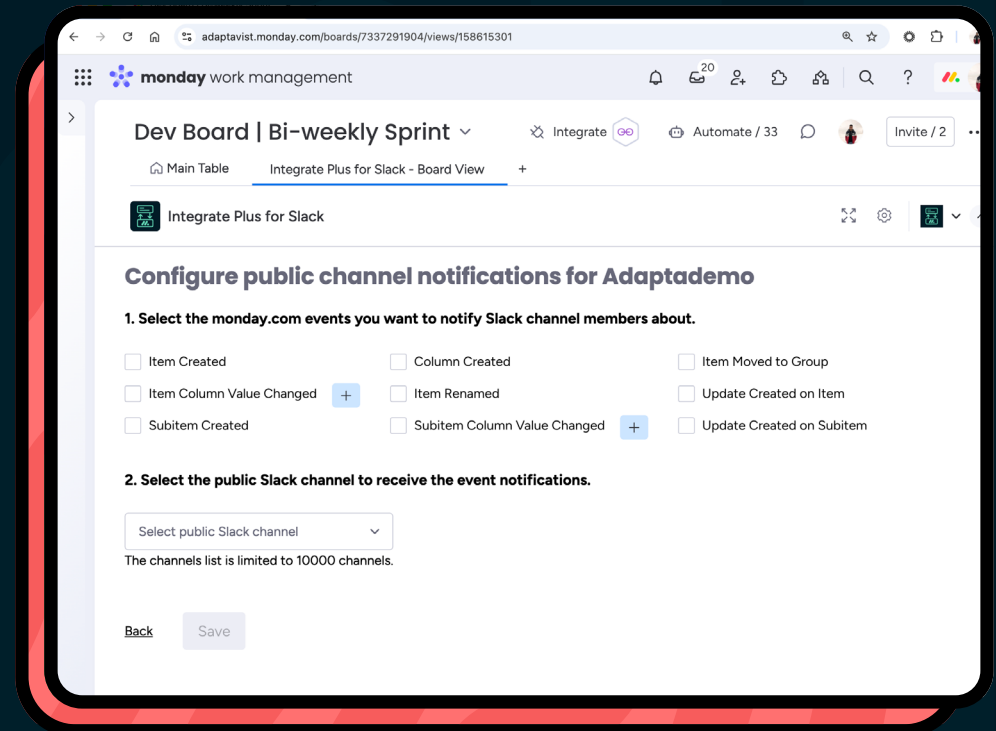 adaptavist.monday.com/boards/7337291904/views/158615301
monday work management
20
Dev Board | Bi-weekly Sprint
Integrate
Automate / 33
Invite / 2
Main Table
Integrate Plus for Slack - Board View
+
Integrate Plus for Slack
Configure public channel notifications for Adaptademo
1. Select the monday.com events you want to notify Slack channel members about.
Item Created
Column Created
Item Moved to Group
Item Column Value Changed +
Item Renamed
Update Created on Item
Subitem Created
Subitem Column Value Changed +
Update Created on Subitem
2. Select the public Slack channel to receive the event notifications.
Select public Slack channel
The channels list is limited to 10000 channels.
Back
Save